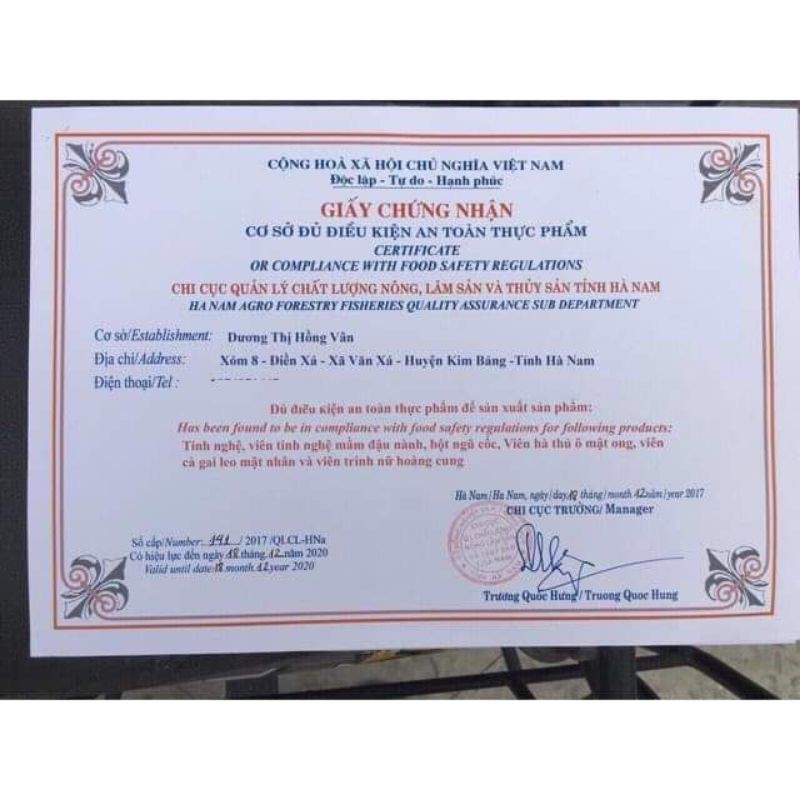 CỘNG HOÀ XÃ HỘI CHỦ NGHĨA VIỆT NAM
Độc lập - Tự do - Hạnh phúc
GIẤY CHỨNG NHẬN
CƠ SỞ ĐỦ ĐIỀU KIỆN AN TOÀN THỰC PHẨM
CERTIFICATE
OR COMPLIANCE WITH FOOD SAFETY REGULATIONS
CHI CỤC QUẢN LÝ CHẤT LƯỢNG NÔNG, LÂM SẢN VÀ THỦY SẢN TỈNH HÀ NAM
HA NAM AGRO FORESTRY FISHERIES QUALITY ASSURANCE SUB DEPARTMENT
Cơ sở/Establishment: Dương Thị Hồng Vân
Địa chỉ/Address: Xóm 8 - Điền Xá - Xã Văn Xá - Huyện Kim Bảng -Tỉnh Hà Nam
Điện thoại/Tel :
Đủ điều kiện an toàn thực phẩm để sản xuất sản phẩm:
Has been found to be in compliance with food safety regulations for following products:
Tinh nghệ, viên tinh nghệ mầm đậu nành, bột ngũ cốc, Viên hà thủ ô mật ong, viên
cà gai leo mật nhân và viên trinh nữ hoàng cung
Hà Nam/Ha Nam, ngày/day 18 tháng/month 12 năm/year 2017
CHI CỤC TRƯỞNG/ Manager
Số cấp/Number: 191 / 2017 /QLCL-HNa
Có hiệu lực đến ngày 18 tháng 12 năm 2020
Valid until date: 18 month 12 year 2020
Trương Quốc Hưng / Truong Quoc Hung